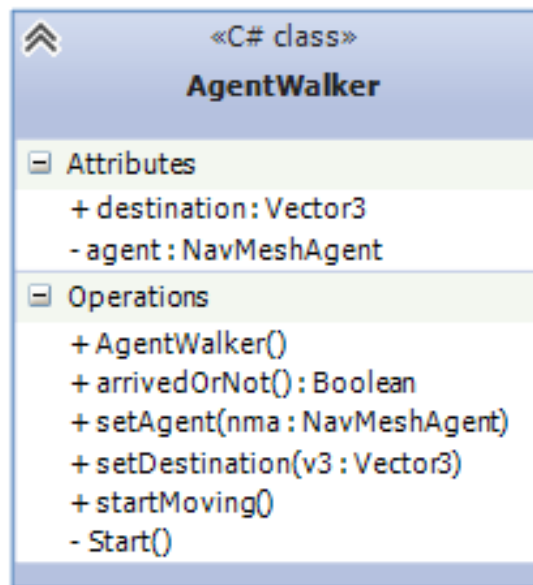 «C# class»
AgentWalker
Attributes
+ destination : Vector3
- agent : NavMeshAgent
Operations
+ AgentWalker()
+ arrivedOrNot() : Boolean
+ setAgent(nma : NavMeshAgent)
+ setDestination(v3 : Vector3)
+ startMoving()
- Start()